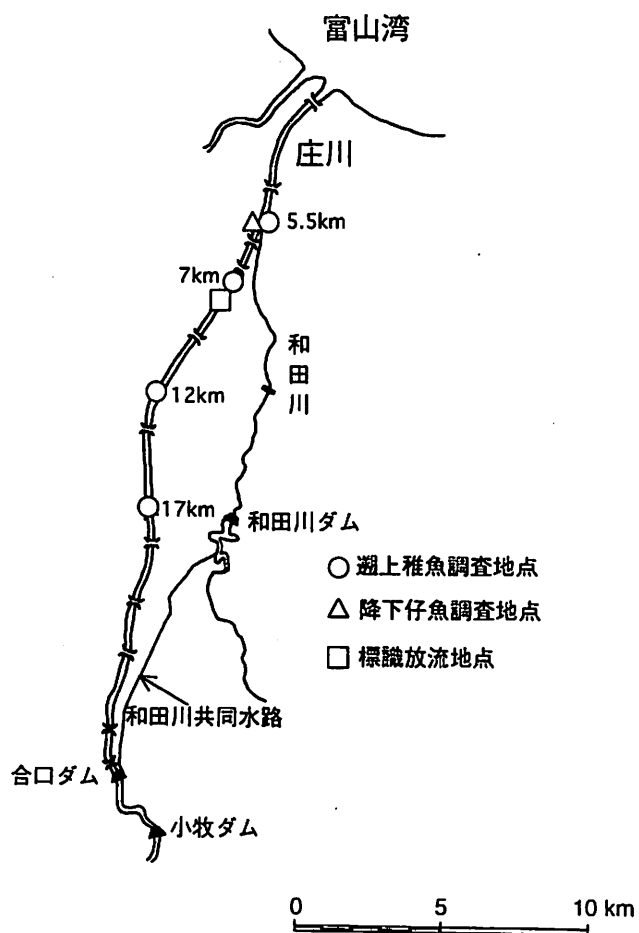 富山湾
庄川
5.5km
7km
和田川
12km
17km
和田川ダム
遡上稚魚調査地点
降下仔魚調査地点
標識放流地点
和田川共同水路
合口ダム
小牧ダム
0 5 10 km